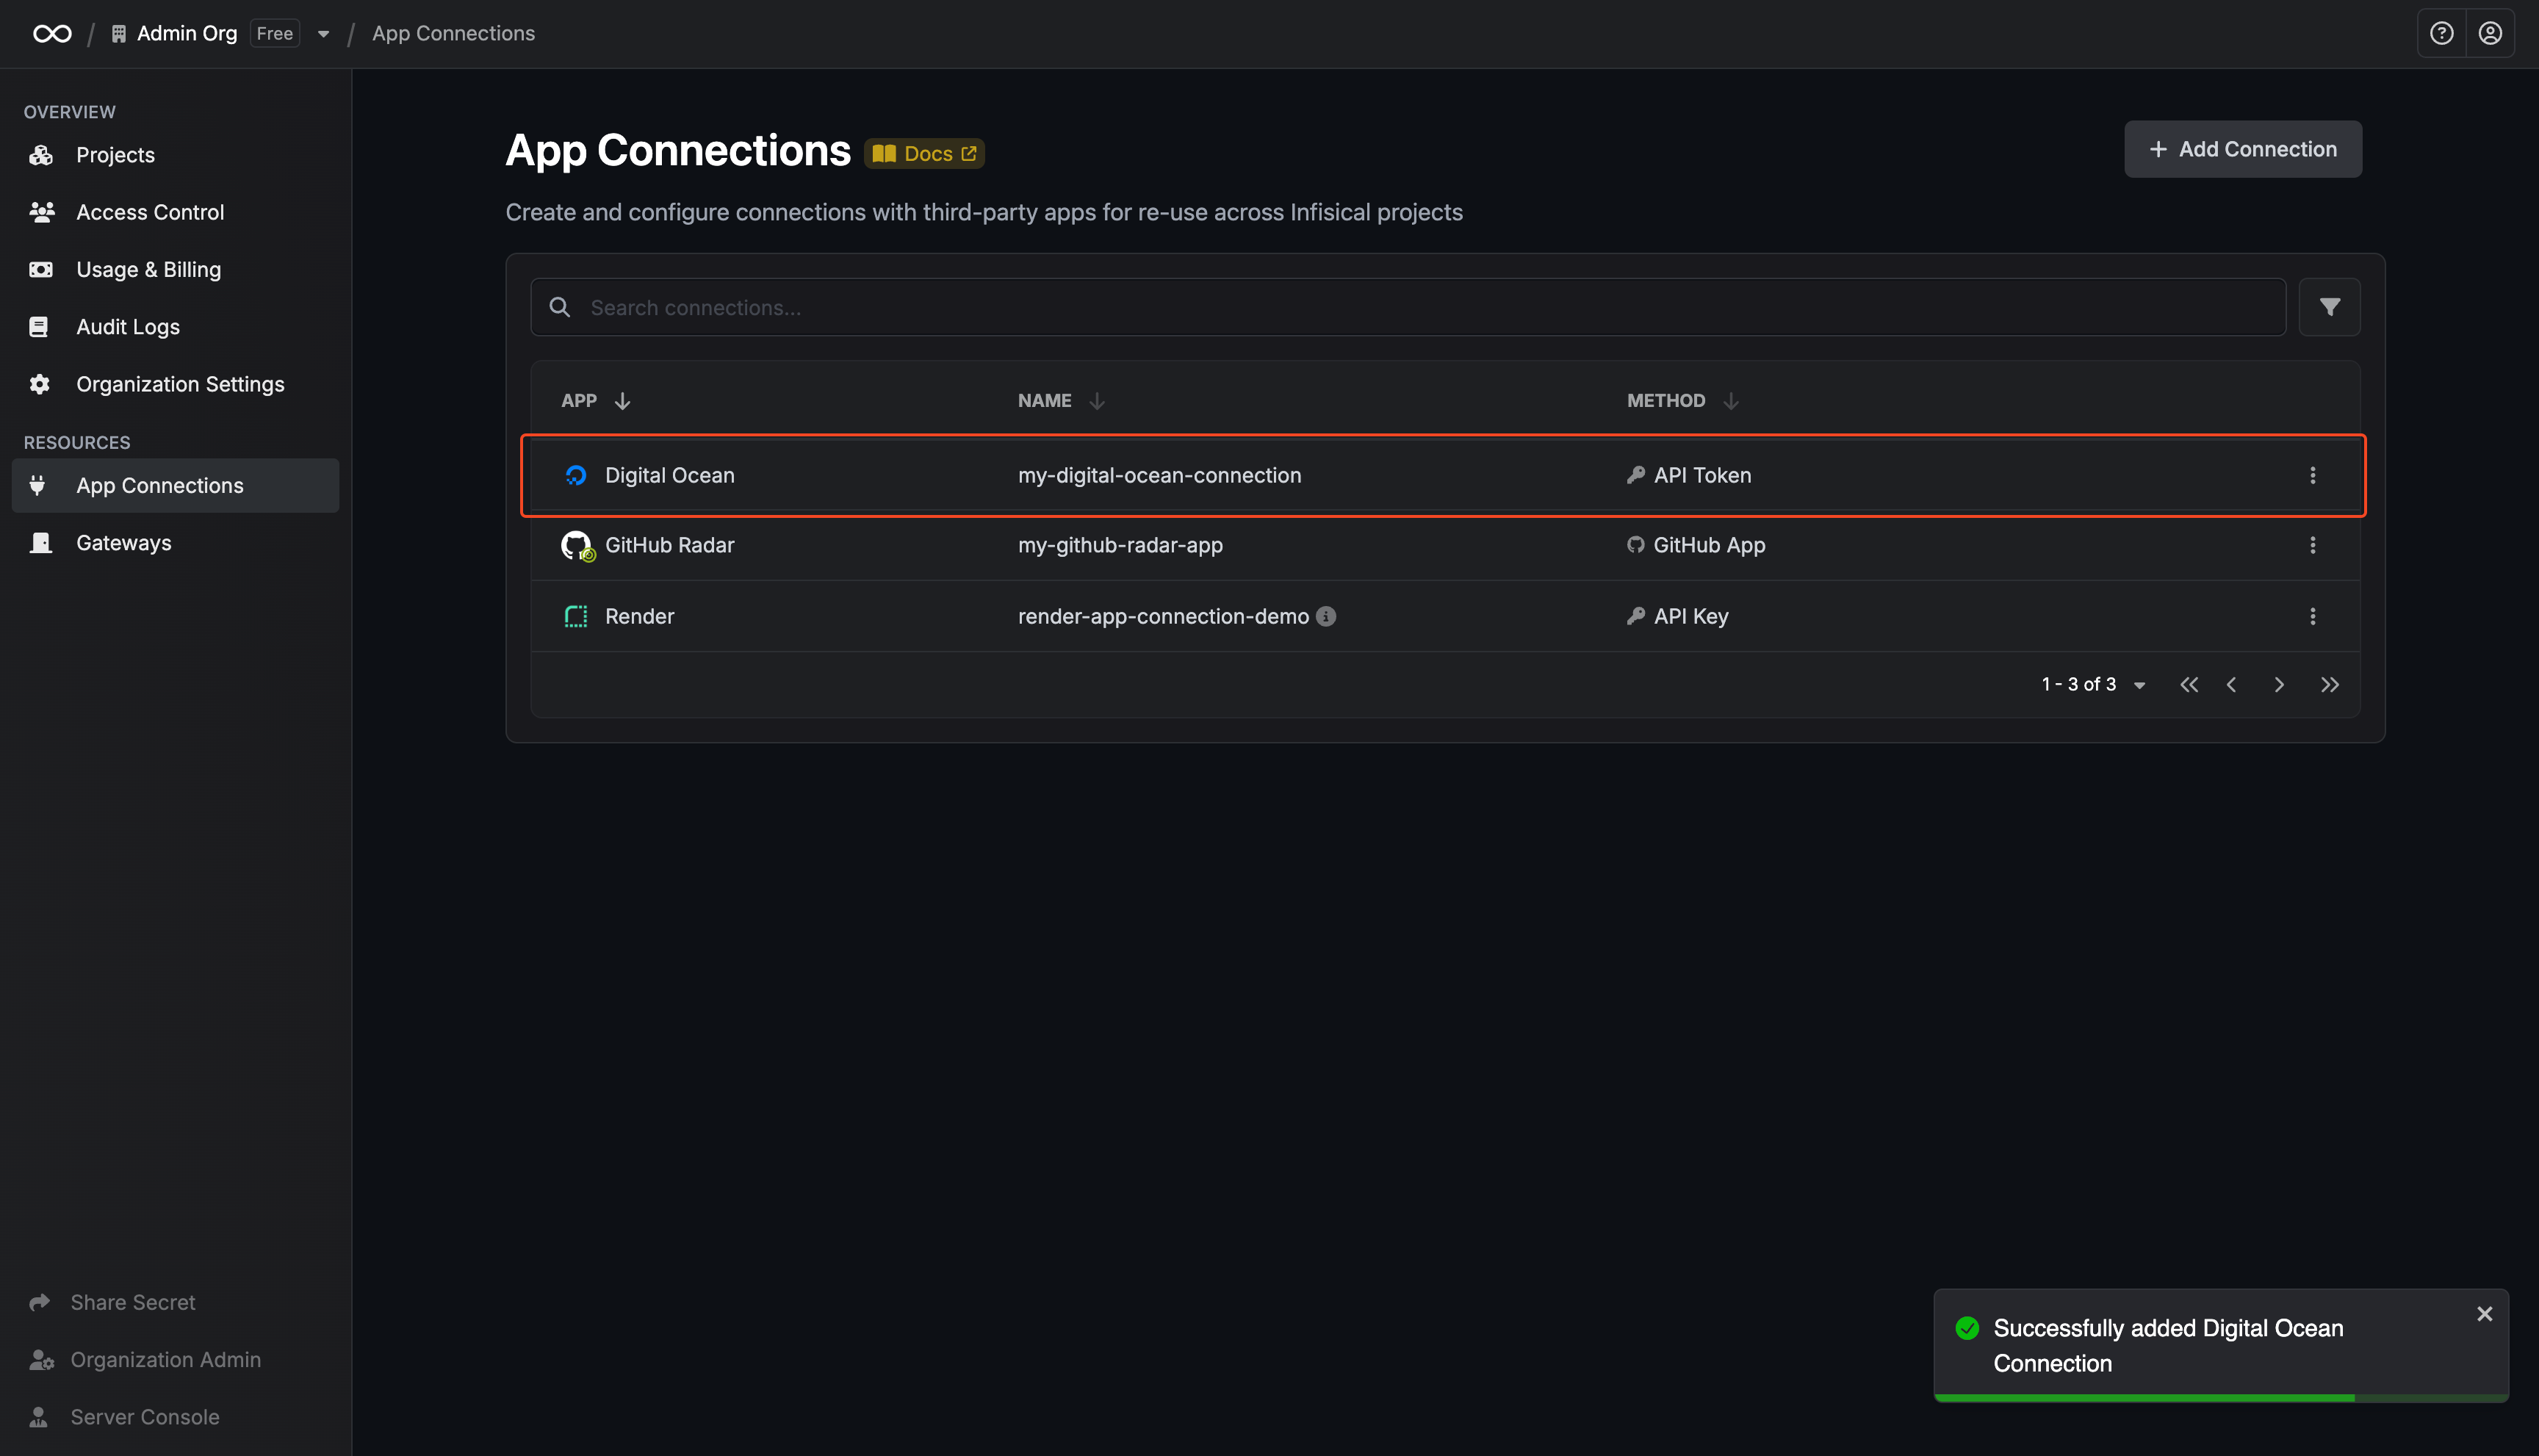 Admin Org Free App Connections
OVERVIEW
Projects
Access Control
Usage & Billing
Audit Logs
Organization Settings
RESOURCES
App Connections
Gateways
Share Secret
Organization Admin
Server Console
App Connections Docs
+ Add Connection
Create and configure connections with third-party apps for re-use across Infisical projects
Search connections...
APP NAME METHOD
Digital Ocean my-digital-ocean-connection API Token
GitHub Radar my-github-radar-app GitHub App
Render render-app-connection-demo API Key
1 - 3 of 3
Successfully added Digital Ocean
Connection